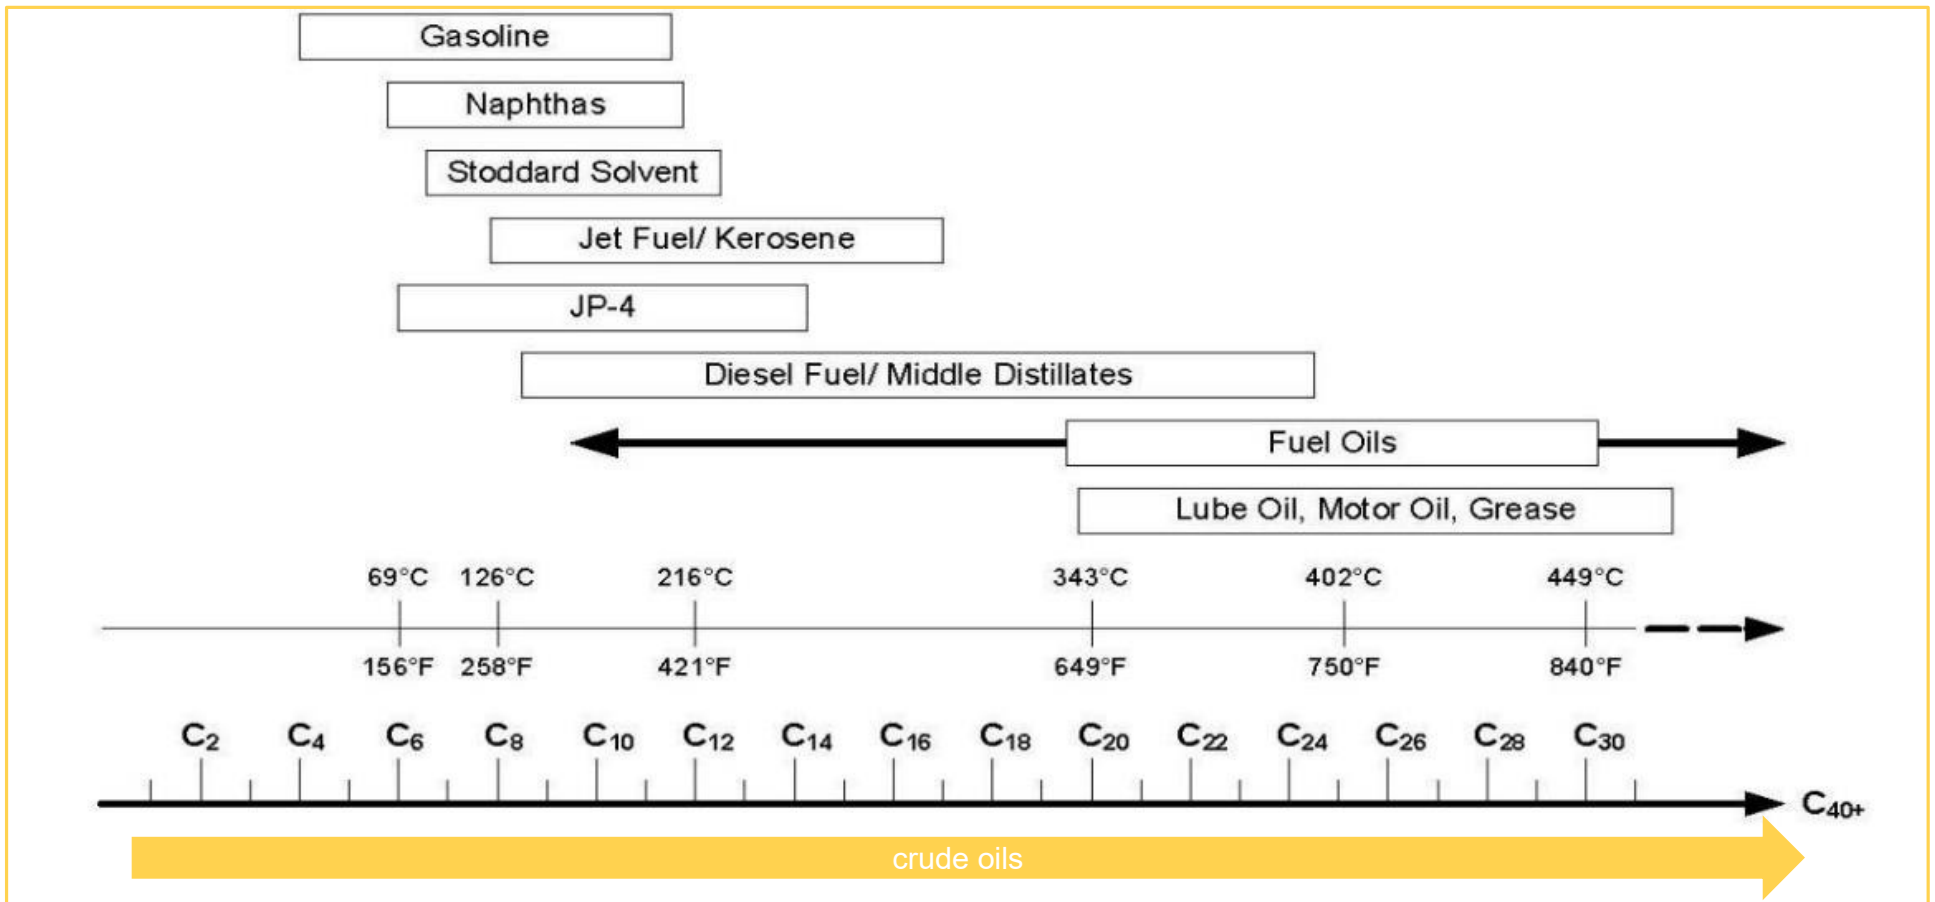 Gasoline
Naphthas
Stoddard Solvent
Jet Fuel/ Kerosene
JP-4
Diesel Fuel/ Middle Distillates
Fuel Oils
Lube Oil, Motor Oil, Grease
69°C 126°C 216°C 343°C 402°C 449°C
156°F 258°F 421°F 649°F 750°F 840°F
C2 C4 C6 C8 C10 C12 C14 C16 C18 C20 C22 C24 C26 C28 C30
C40+
crude oils